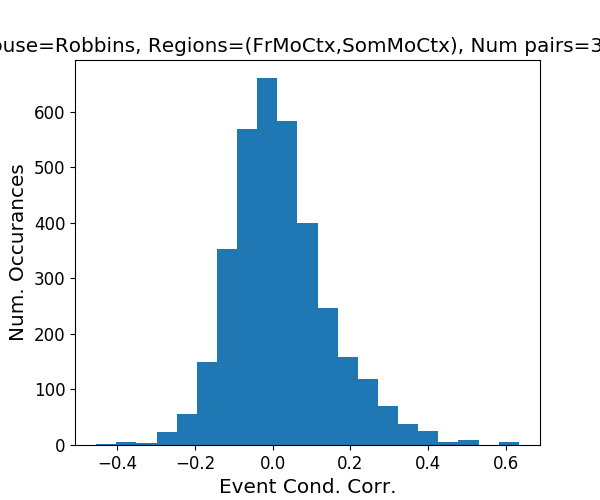 ouse=Robbins, Regions=(FrMoCtx,SomMoCtx), Num pairs=3
Num. Occurances
600
500
400
300
200
100
0
−0.4 −0.2 0.0 0.2 0.4 0.6
Event Cond. Corr.